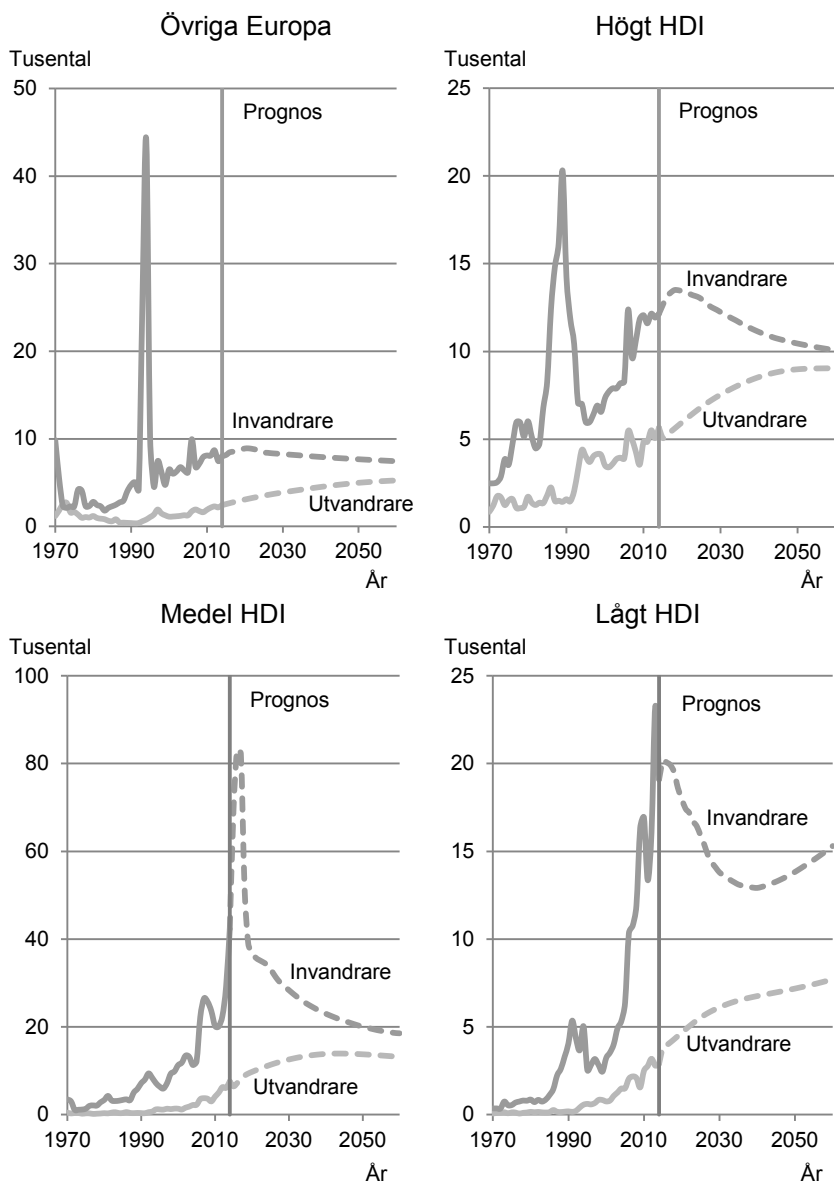 Övriga Europa
Tusental
50
40
30
20
10
0
Prognos
Invandrare
Utvandrare
1970 1990 2010 2030 2050
År
Högt HDI
Tusental
25
20
15
10
5
0
Prognos
Invandrare
Utvandrare
1970 1990 2010 2030 2050
År
Medel HDI
Tusental
100
80
60
40
20
0
Prognos
Invandrare
Utvandrare
1970 1990 2010 2030 2050
År
Lågt HDI
Tusental
25
20
15
10
5
0
Prognos
Invandrare
Utvandrare
1970 1990 2010 2030 2050
År